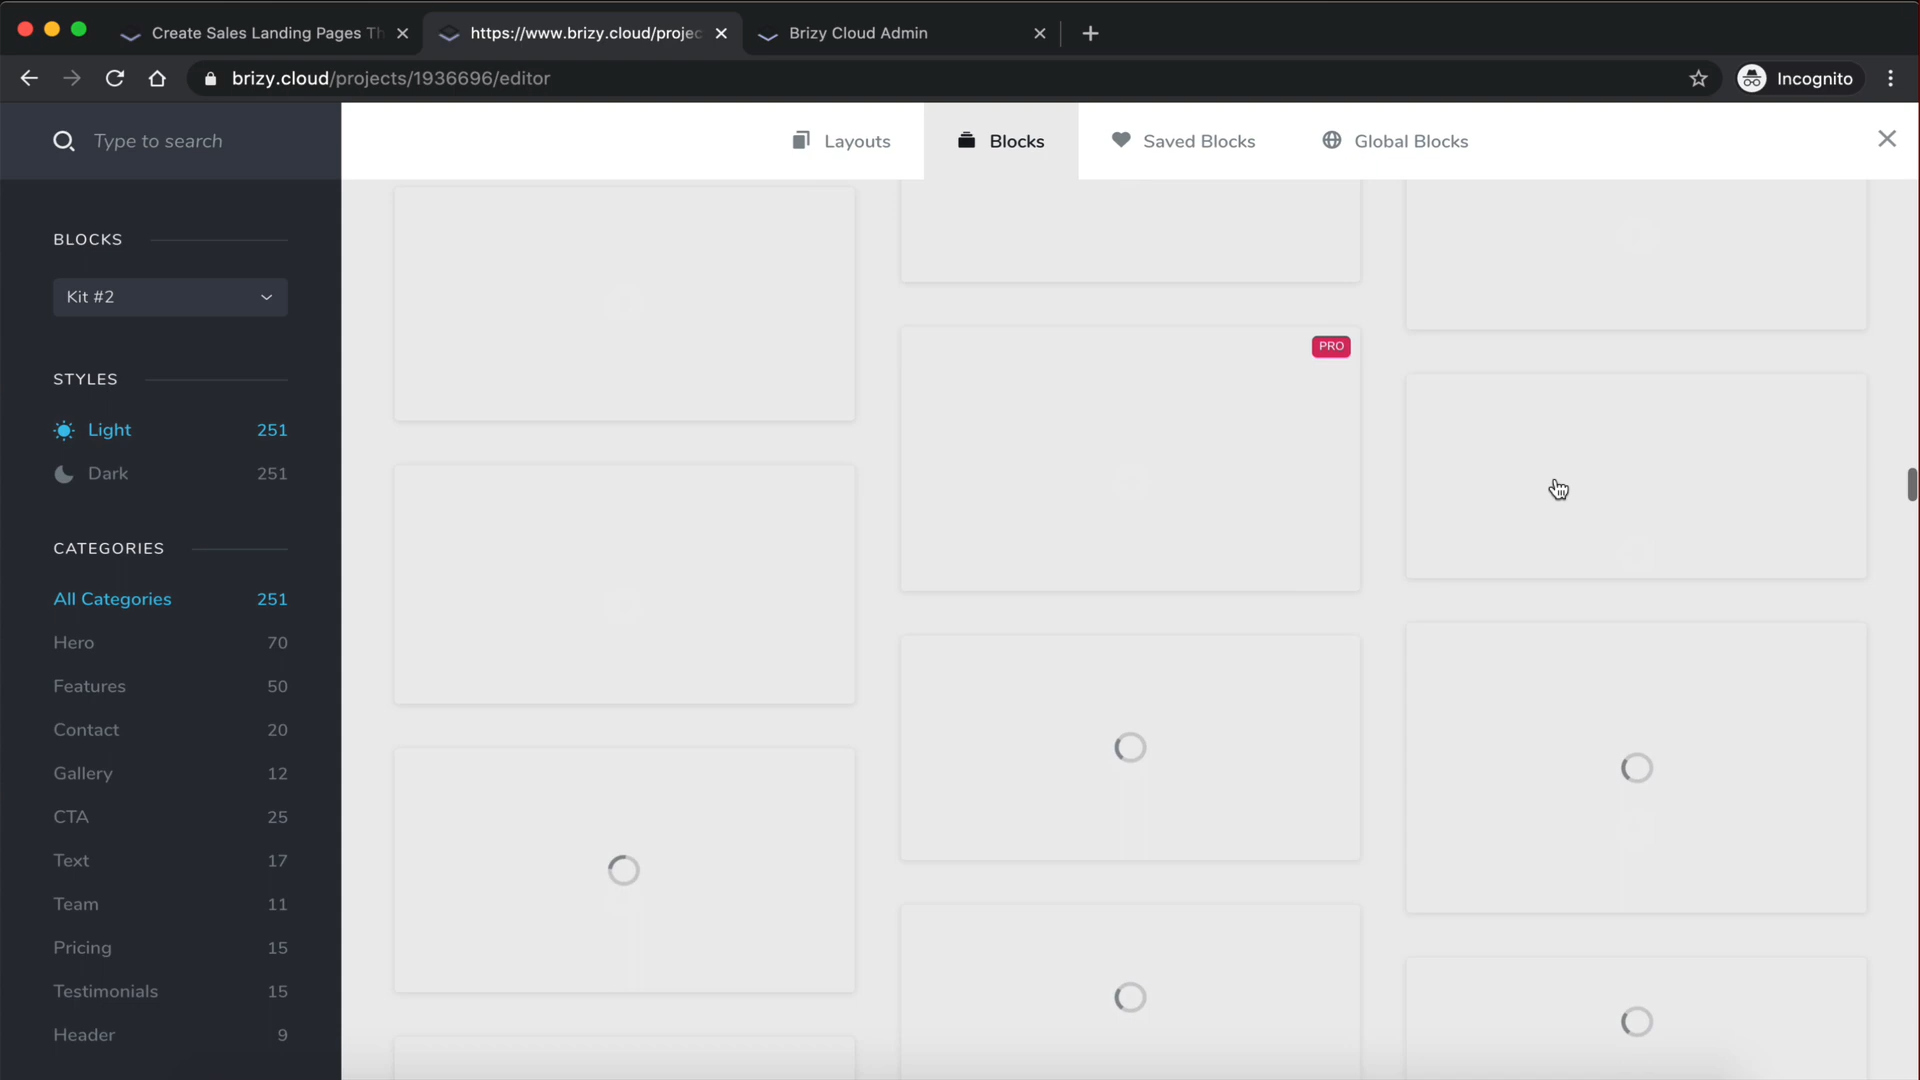 Create Sales Landing Pages Th
https://www.brizy.cloud/projec
Brizy Cloud Admin
brizy.cloud/projects/1936696/editor
Incognito
Type to search
Layouts
Blocks
Saved Blocks
Global Blocks
BLOCKS
Kit #2
STYLES
Light 251
Dark 251
CATEGORIES
All Categories 251
Hero 70
Features 50
Contact 20
Gallery 12
CTA 25
Text 17
Team 11
Pricing 15
Testimonials 15
Header 9
PRO